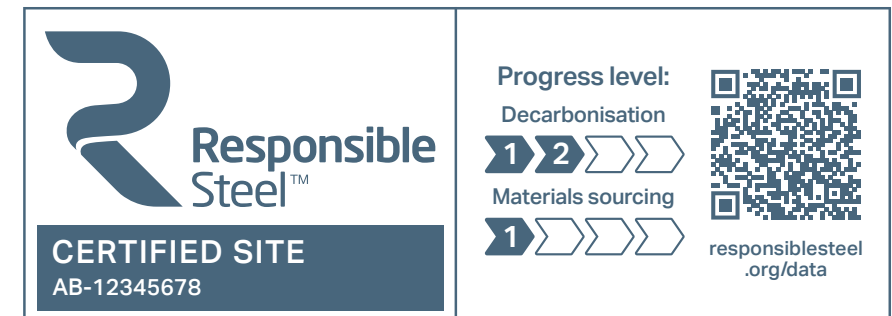 Responsible
Steel™
CERTIFIED SITE
AB-12345678
Progress level:
Decarbonisation
1 2
Materials sourcing
1
responsiblesteel
.org/data